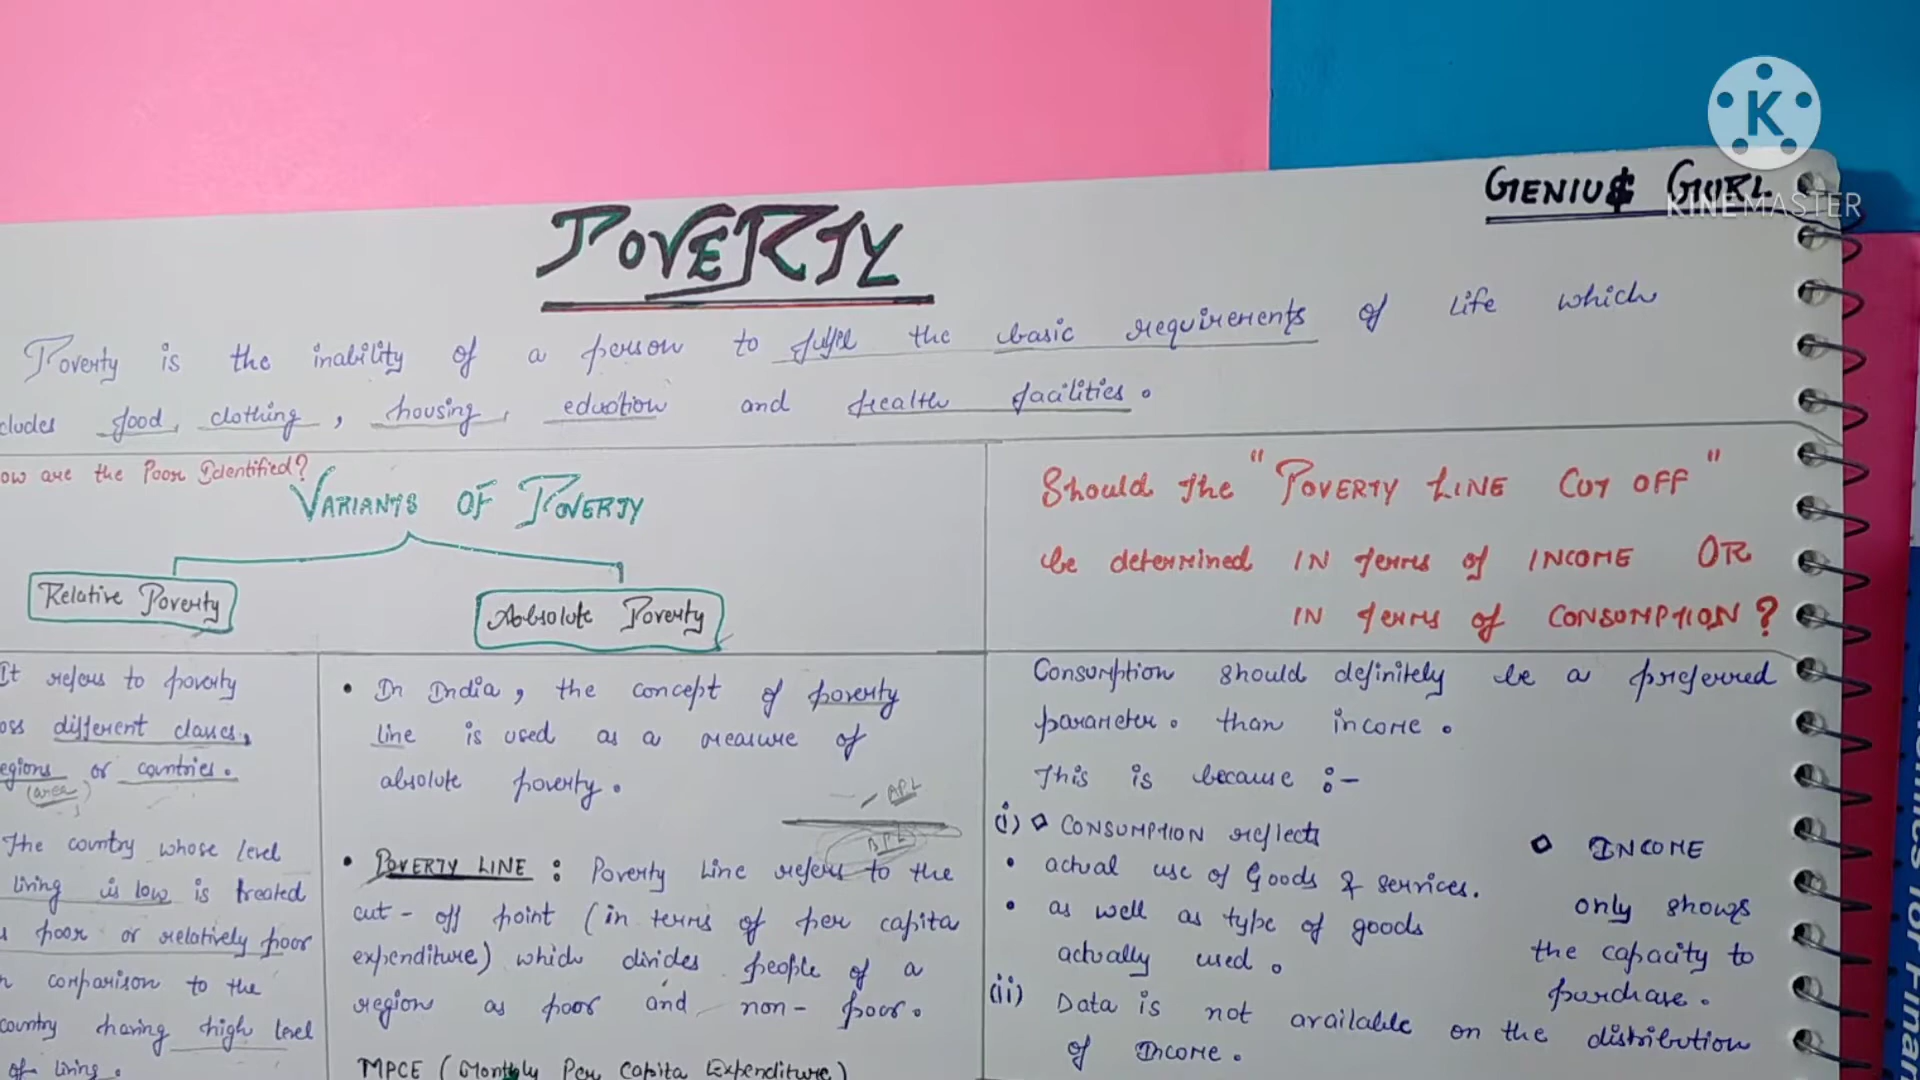 K
KINEMASTER
GENIUS GURL
POVERTY
Poverty is the inability of a person to fulfil the basic requirements of life which
cludes food, clothing, housing, education and health facilities.
ow are the Poor Identified?
VARIANTS OF POVERTY
Relative Poverty
Absolute Poverty
It refers to poverty
oss different classes,
egions or countries.
(area)
The country whose level
living is low is treated
s poor or relatively poor
n comparison to the
country having high level
of living.
• In India, the concept of poverty
line is used as a measure of
absolute poverty.
APL
BPL
• POVERTY LINE : Poverty Line refers to the
cut-off point (in terms of per capita
expenditure) which divides people of a
region as poor and non-poor.
MPCE (Monthly Per Capita Expenditure)
Should the "POVERTY LINE CUT OFF"
be determined IN terms of INCOME OR
IN terms of CONSUMPTION?
Consumption should definitely be a preferred
parameter. than income.
This is because :-
(i) ◇ CONSUMPTION reflects
• actual use of Goods & services.
• as well as type of goods
actually used.
◇ INCOME
only shows
the capacity to
purchase.
(ii) Data is not available on the distribution
of Income.